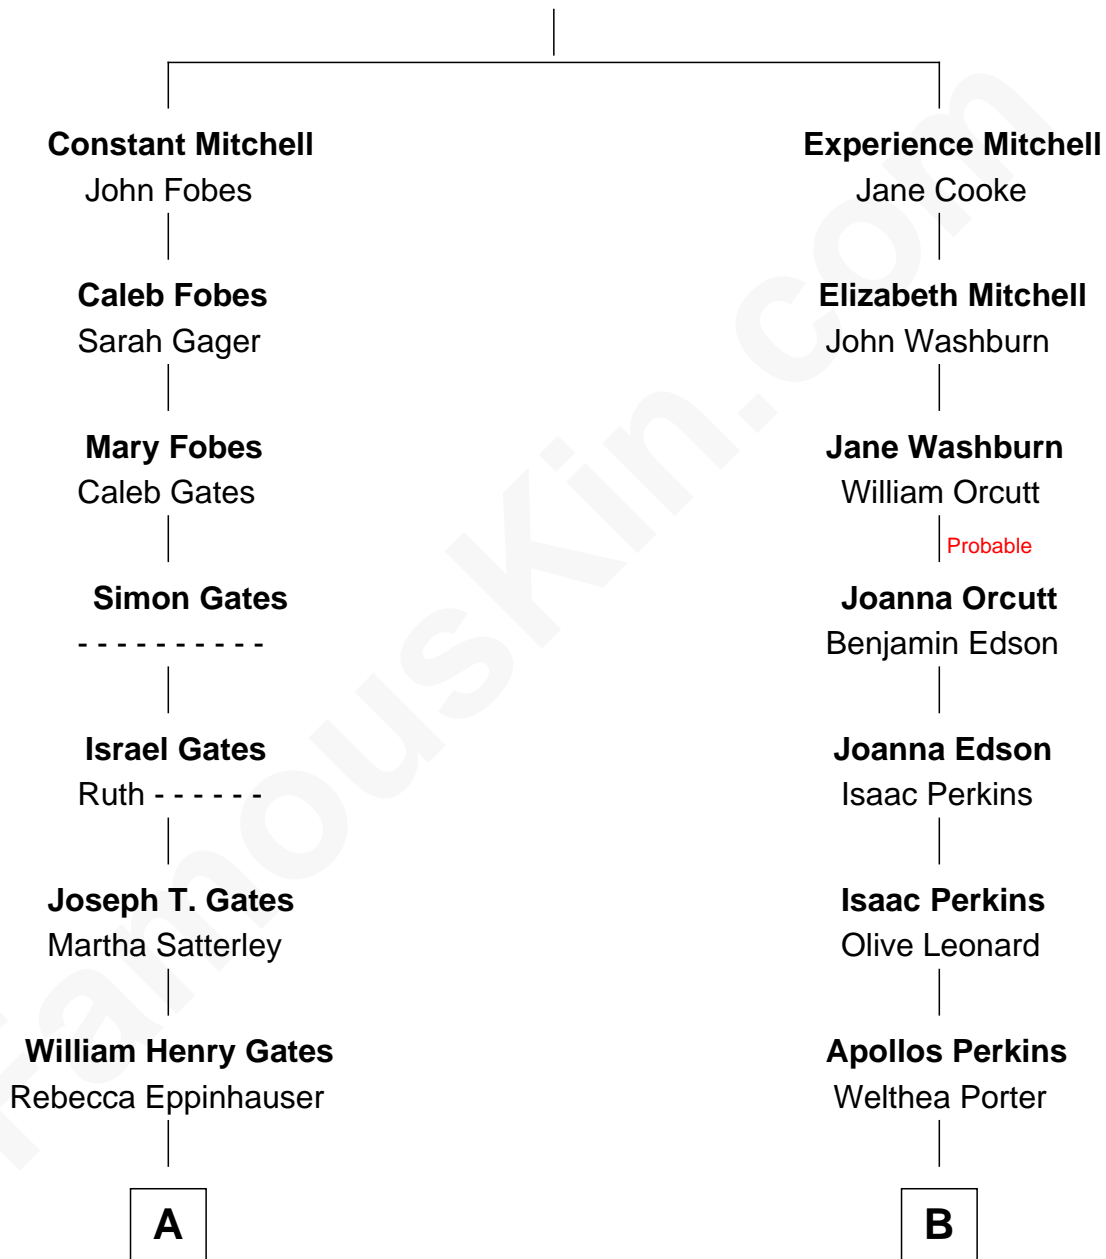 Constant Mitchell
John Fobes
Caleb Fobes
Sarah Gager
Mary Fobes
Caleb Gates
Simon Gates
- - - - - - - - - -
Israel Gates
Ruth - - - - - -
Joseph T. Gates
Martha Satterley
William Henry Gates
Rebecca Eppinhauser
A
Experience Mitchell
Jane Cooke
Elizabeth Mitchell
John Washburn
Jane Washburn
William Orcutt
Probable
Joanna Orcutt
Benjamin Edson
Joanna Edson
Isaac Perkins
Isaac Perkins
Olive Leonard
Apollos Perkins
Welthea Porter
B
FamousKin.com